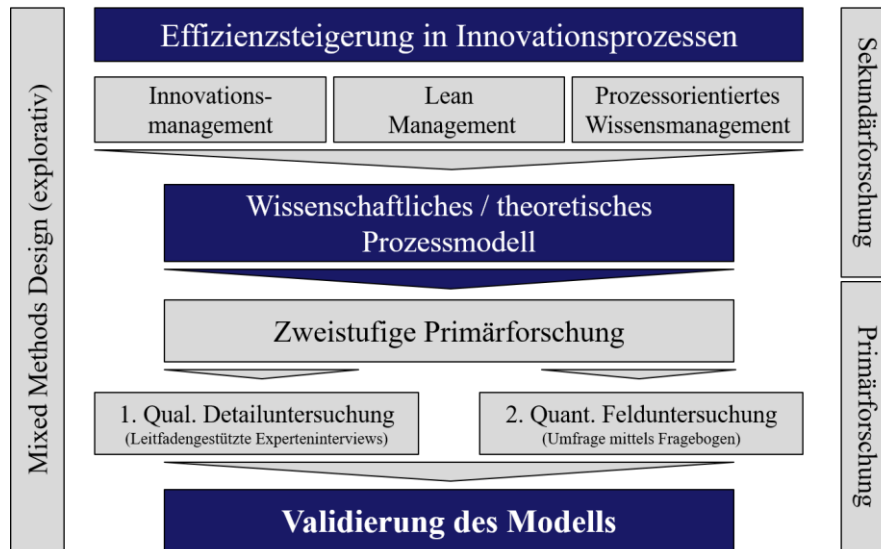 Effizienzsteigerung in Innovationsprozessen
Innovations-
management
Lean
Management
Prozessorientiertes
Wissensmanagement
Wissenschaftliches / theoretisches
Prozessmodell
Zweistufige Primärforschung
1. Qual. Detailuntersuchung
(Leitfadengestützte Experteninterviews)
2. Quant. Felduntersuchung
(Umfrage mittels Fragebogen)
Validierung des Modells
Mixed Methods Design (explorativ)
Sekundärforschung
Primärforschung